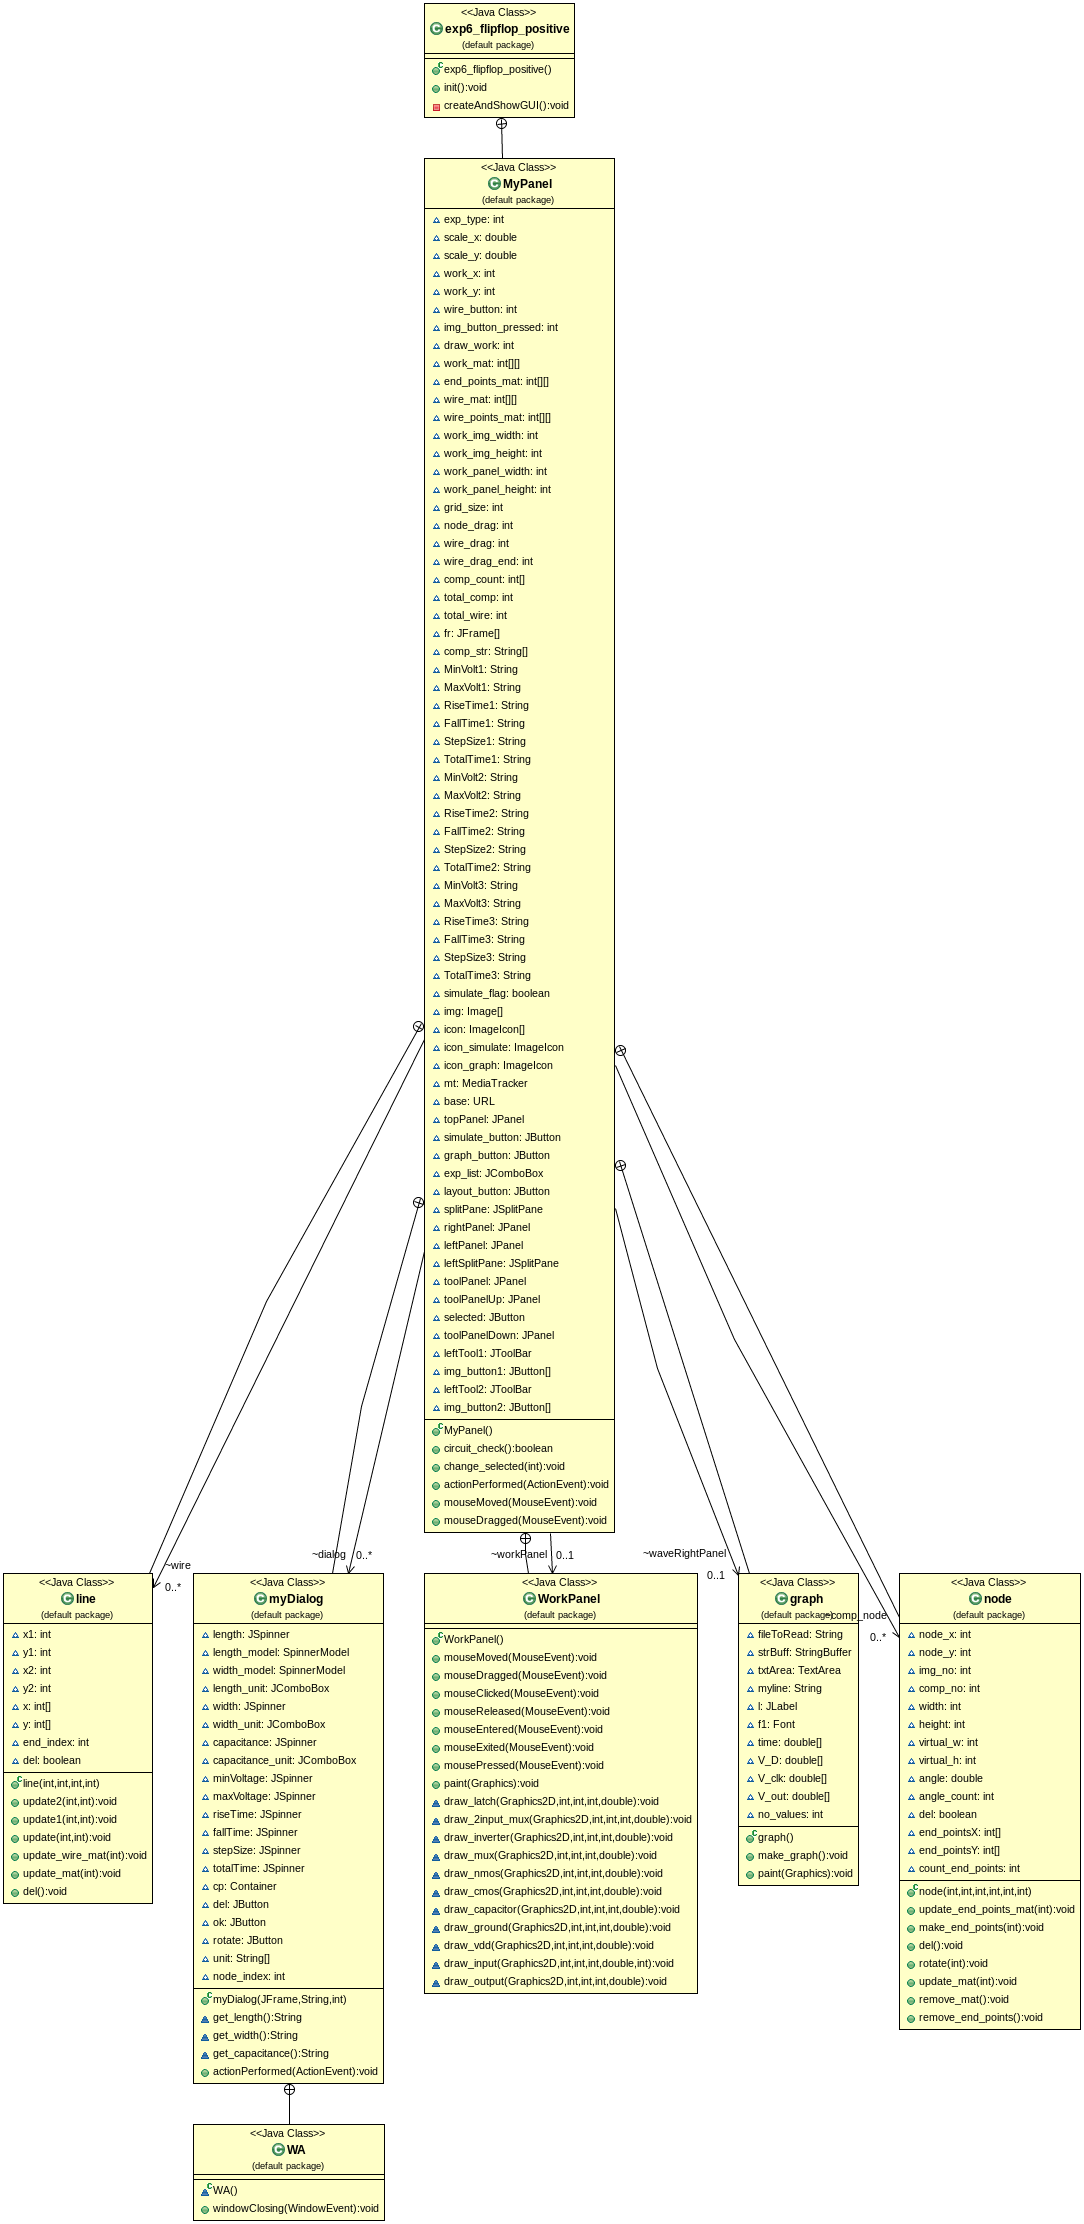 <<Java Class>>
exp6_flipflop_positive
(default package)
exp6_flipflop_positive()
init():void
createAndShowGUI():void
<<Java Class>>
MyPanel
(default package)
exp_type: int
scale_x: double
scale_y: double
work_x: int
work_y: int
wire_button: int
img_button_pressed: int
draw_work: int
work_mat: int[][]
end_points_mat: int[][]
wire_mat: int[][]
wire_points_mat: int[][]
work_img_width: int
work_img_height: int
work_panel_width: int
work_panel_height: int
grid_size: int
node_drag: int
wire_drag: int
wire_drag_end: int
comp_count: int[]
total_comp: int
total_wire: int
fr: JFrame[]
comp_str: String[]
MinVolt1: String
MaxVolt1: String
RiseTime1: String
FallTime1: String
StepSize1: String
TotalTime1: String
MinVolt2: String
MaxVolt2: String
RiseTime2: String
FallTime2: String
StepSize2: String
TotalTime2: String
MinVolt3: String
MaxVolt3: String
RiseTime3: String
FallTime3: String
StepSize3: String
TotalTime3: String
simulate_flag: boolean
img: Image[]
icon: ImageIcon[]
icon_simulate: ImageIcon
icon_graph: ImageIcon
mt: MediaTracker
base: URL
topPanel: JPanel
simulate_button: JButton
graph_button: JButton
exp_list: JComboBox
layout_button: JButton
splitPane: JSplitPane
rightPanel: JPanel
leftPanel: JPanel
leftSplitPane: JSplitPane
toolPanel: JPanel
toolPanelUp: JPanel
selected: JButton
toolPanelDown: JPanel
leftTool1: JToolBar
img_button1: JButton[]
leftTool2: JToolBar
img_button2: JButton[]
MyPanel()
circuit_check():boolean
change_selected(int):void
actionPerformed(ActionEvent):void
mouseMoved(MouseEvent):void
mouseDragged(MouseEvent):void
~wire
0..*
~dialog
0..*
~workPanel
0..1
~waveRightPanel
0..1
~comp_node
0..*
<<Java Class>>
line
(default package)
x1: int
y1: int
x2: int
y2: int
x: int[]
y: int[]
end_index: int
del: boolean
line(int,int,int,int)
update2(int,int):void
update1(int,int):void
update(int,int):void
update_wire_mat(int):void
update_mat(int):void
del():void
<<Java Class>>
myDialog
(default package)
length: JSpinner
length_model: SpinnerModel
width_model: SpinnerModel
length_unit: JComboBox
width: JSpinner
width_unit: JComboBox
capacitance: JSpinner
capacitance_unit: JComboBox
minVoltage: JSpinner
maxVoltage: JSpinner
riseTime: JSpinner
fallTime: JSpinner
stepSize: JSpinner
totalTime: JSpinner
cp: Container
del: JButton
ok: JButton
rotate: JButton
unit: String[]
node_index: int
myDialog(JFrame,String,int)
get_length():String
get_width():String
get_capacitance():String
actionPerformed(ActionEvent):void
<<Java Class>>
WorkPanel
(default package)
WorkPanel()
mouseMoved(MouseEvent):void
mouseDragged(MouseEvent):void
mouseClicked(MouseEvent):void
mouseReleased(MouseEvent):void
mouseEntered(MouseEvent):void
mouseExited(MouseEvent):void
mousePressed(MouseEvent):void
paint(Graphics):void
draw_latch(Graphics2D,int,int,int,double):void
draw_2input_mux(Graphics2D,int,int,int,double):void
draw_inverter(Graphics2D,int,int,int,double):void
draw_mux(Graphics2D,int,int,int,double):void
draw_nmos(Graphics2D,int,int,int,double):void
draw_cmos(Graphics2D,int,int,int,double):void
draw_capacitor(Graphics2D,int,int,int,double):void
draw_ground(Graphics2D,int,int,int,double):void
draw_vdd(Graphics2D,int,int,int,double):void
draw_input(Graphics2D,int,int,int,double,int):void
draw_output(Graphics2D,int,int,int,double):void
<<Java Class>>
graph
(default package)
fileToRead: String
strBuff: StringBuffer
txtArea: TextArea
myline: String
l: JLabel
f1: Font
time: double[]
V_D: double[]
V_clk: double[]
V_out: double[]
no_values: int
graph()
make_graph():void
paint(Graphics):void
<<Java Class>>
node
(default package)
node_x: int
node_y: int
img_no: int
comp_no: int
width: int
height: int
virtual_w: int
virtual_h: int
angle: double
angle_count: int
del: boolean
end_pointsX: int[]
end_pointsY: int[]
count_end_points: int
node(int,int,int,int,int,int)
update_end_points_mat(int):void
make_end_points(int):void
del():void
rotate(int):void
update_mat(int):void
remove_mat():void
remove_end_points():void
<<Java Class>>
WA
(default package)
WA()
windowClosing(WindowEvent):void